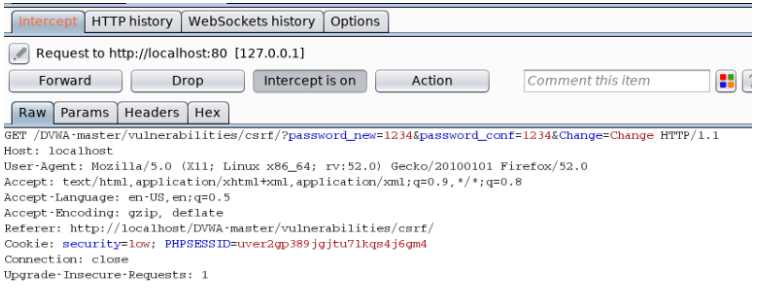 Intercept HTTP history WebSockets history Options
Request to http://localhost:80 [127.0.0.1]
Forward Drop Intercept is on Action Comment this item ?
Raw Params Headers Hex
GET /DVWA-master/vulnerabilities/csrf/?password_new=1234&password_conf=1234&Change=Change HTTP/1.1
Host: localhost
User-Agent: Mozilla/5.0 (X11; Linux x86_64; rv:52.0) Gecko/20100101 Firefox/52.0
Accept: text/html,application/xhtml+xml,application/xml;q=0.9,*/*;q=0.8
Accept-Language: en-US,en;q=0.5
Accept-Encoding: gzip, deflate
Referer: http://localhost/DVWA-master/vulnerabilities/csrf/
Cookie: security=low; PHPSESSID=uver2gp389jgjtu71kqs4j6gm4
Connection: close
Upgrade-Insecure-Requests: 1